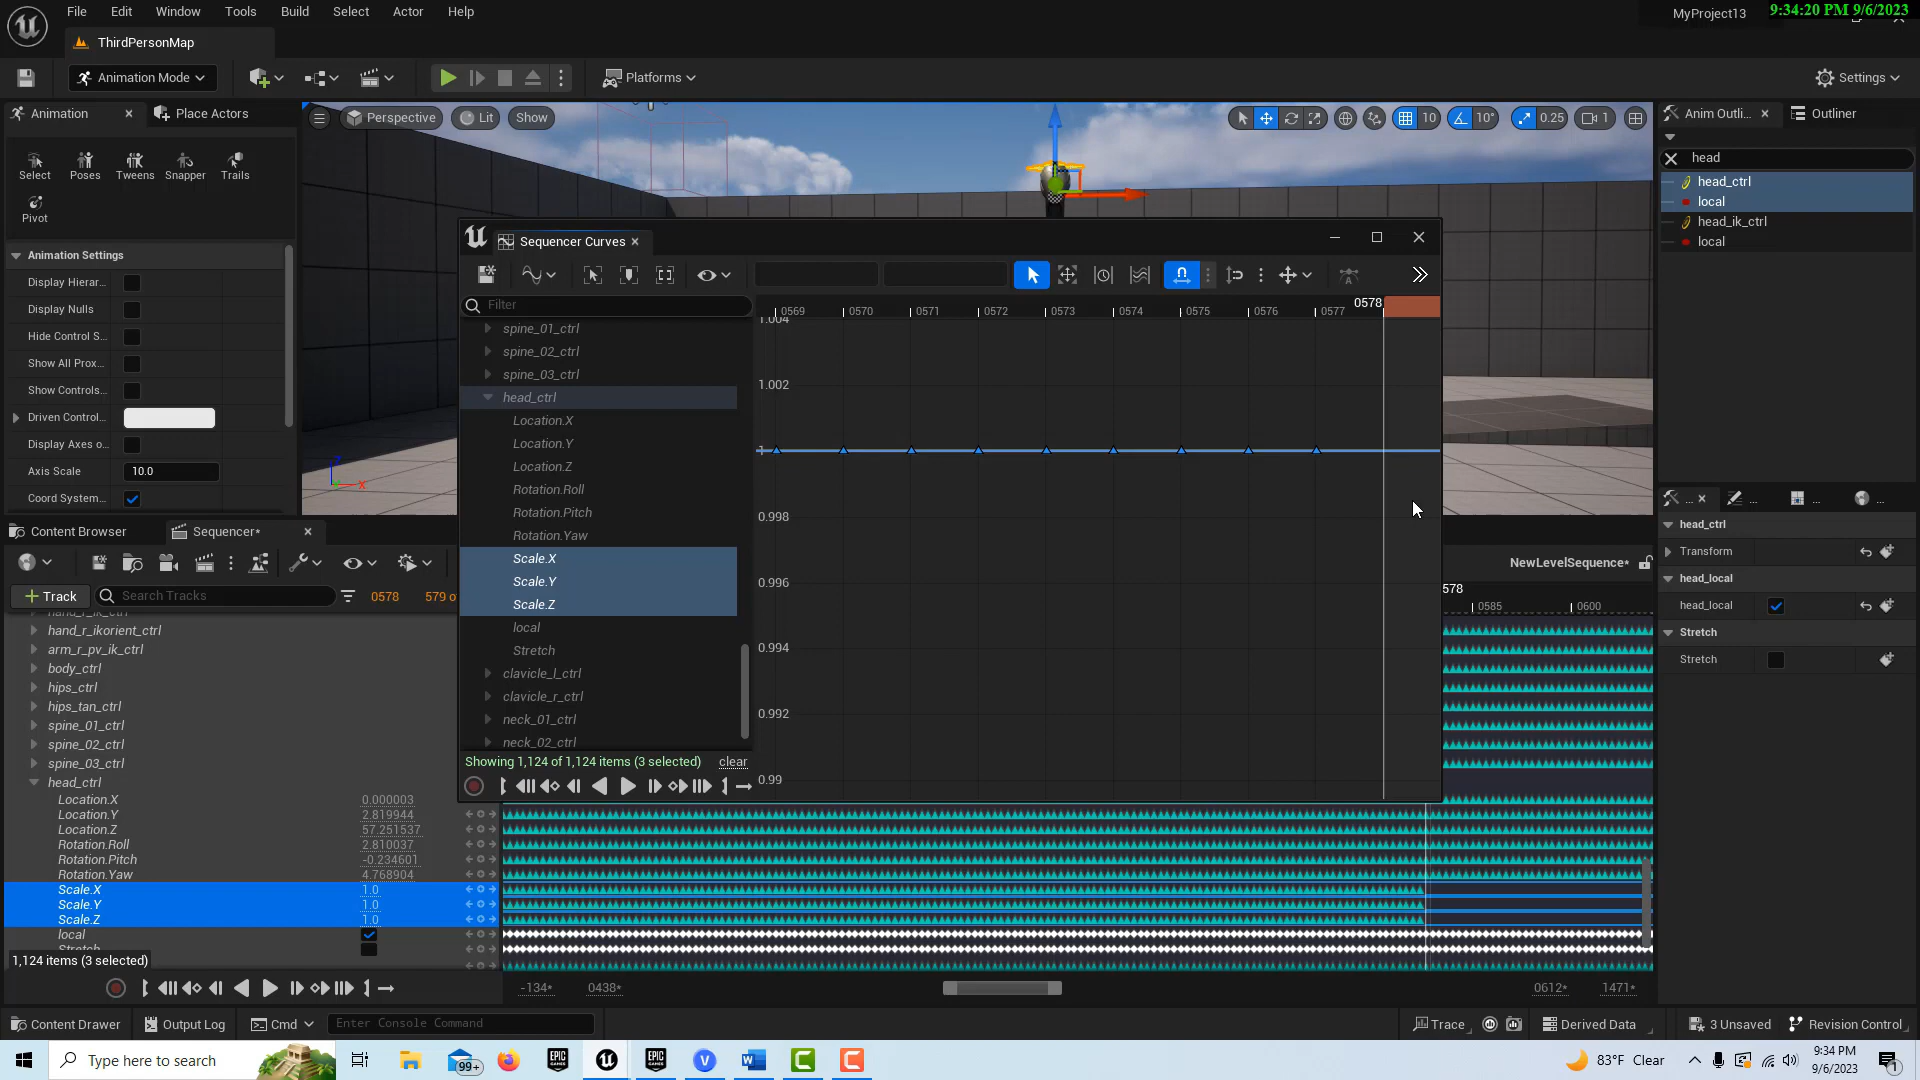 File Edit Window Tools Build Select Actor Help
MyProject13
9:34:20 PM 9/6/2023
ThirdPersonMap
Animation Mode
Platforms
Settings
Animation
Place Actors
Perspective Lit Show
10 10° 0.25 1
Anim Outli...
Outliner
head
head_ctrl
local
head_ik_ctrl
local
Select Poses Tweens Snapper Trails
Pivot
Animation Settings
Display Hierar...
Display Nulls
Hide Control S...
Show All Prox...
Show Controls...
Driven Control...
Display Axes o...
Axis Scale 10.0
Coord System...
Sequencer Curves
Filter
spine_01_ctrl
spine_02_ctrl
spine_03_ctrl
head_ctrl
Location.X
Location.Y
Location.Z
Rotation.Roll
Rotation.Pitch
Rotation.Yaw
Scale.X
Scale.Y
Scale.Z
local
Stretch
clavicle_l_ctrl
clavicle_r_ctrl
neck_01_ctrl
neck_02_ctrl
Showing 1,124 of 1,124 items (3 selected) clear
0578
0569 0570 0571 0572 0573 0574 0575 0576 0577
1.004
1.002
1
0.998
0.996
0.994
0.992
0.99
Content Browser
Sequencer*
Track
Search Tracks
0578 579 o
hand_r_ik_ctrl
hand_r_ikorient_ctrl
arm_r_pv_ik_ctrl
body_ctrl
hips_ctrl
hips_tan_ctrl
spine_01_ctrl
spine_02_ctrl
spine_03_ctrl
head_ctrl
Location.X 0.000003
Location.Y 2.819944
Location.Z 57.251537
Rotation.Roll 2.810037
Rotation.Pitch -0.234601
Rotation.Yaw 4.768904
Scale.X 1.0
Scale.Y 1.0
Scale.Z 1.0
local
Stretch
1,124 items (3 selected)
NewLevelSequence*
578
0585 0600
-134* 0438* 0612* 1471*
head_ctrl
Transform
head_local
head_local
Stretch
Stretch
Content Drawer
Output Log
Cmd
Enter Console Command
Trace
Derived Data
3 Unsaved
Revision Control
Type here to search
99+
EPIC GAMES
EPIC GAMES
V
W
83°F Clear
9:34 PM
9/6/2023
1